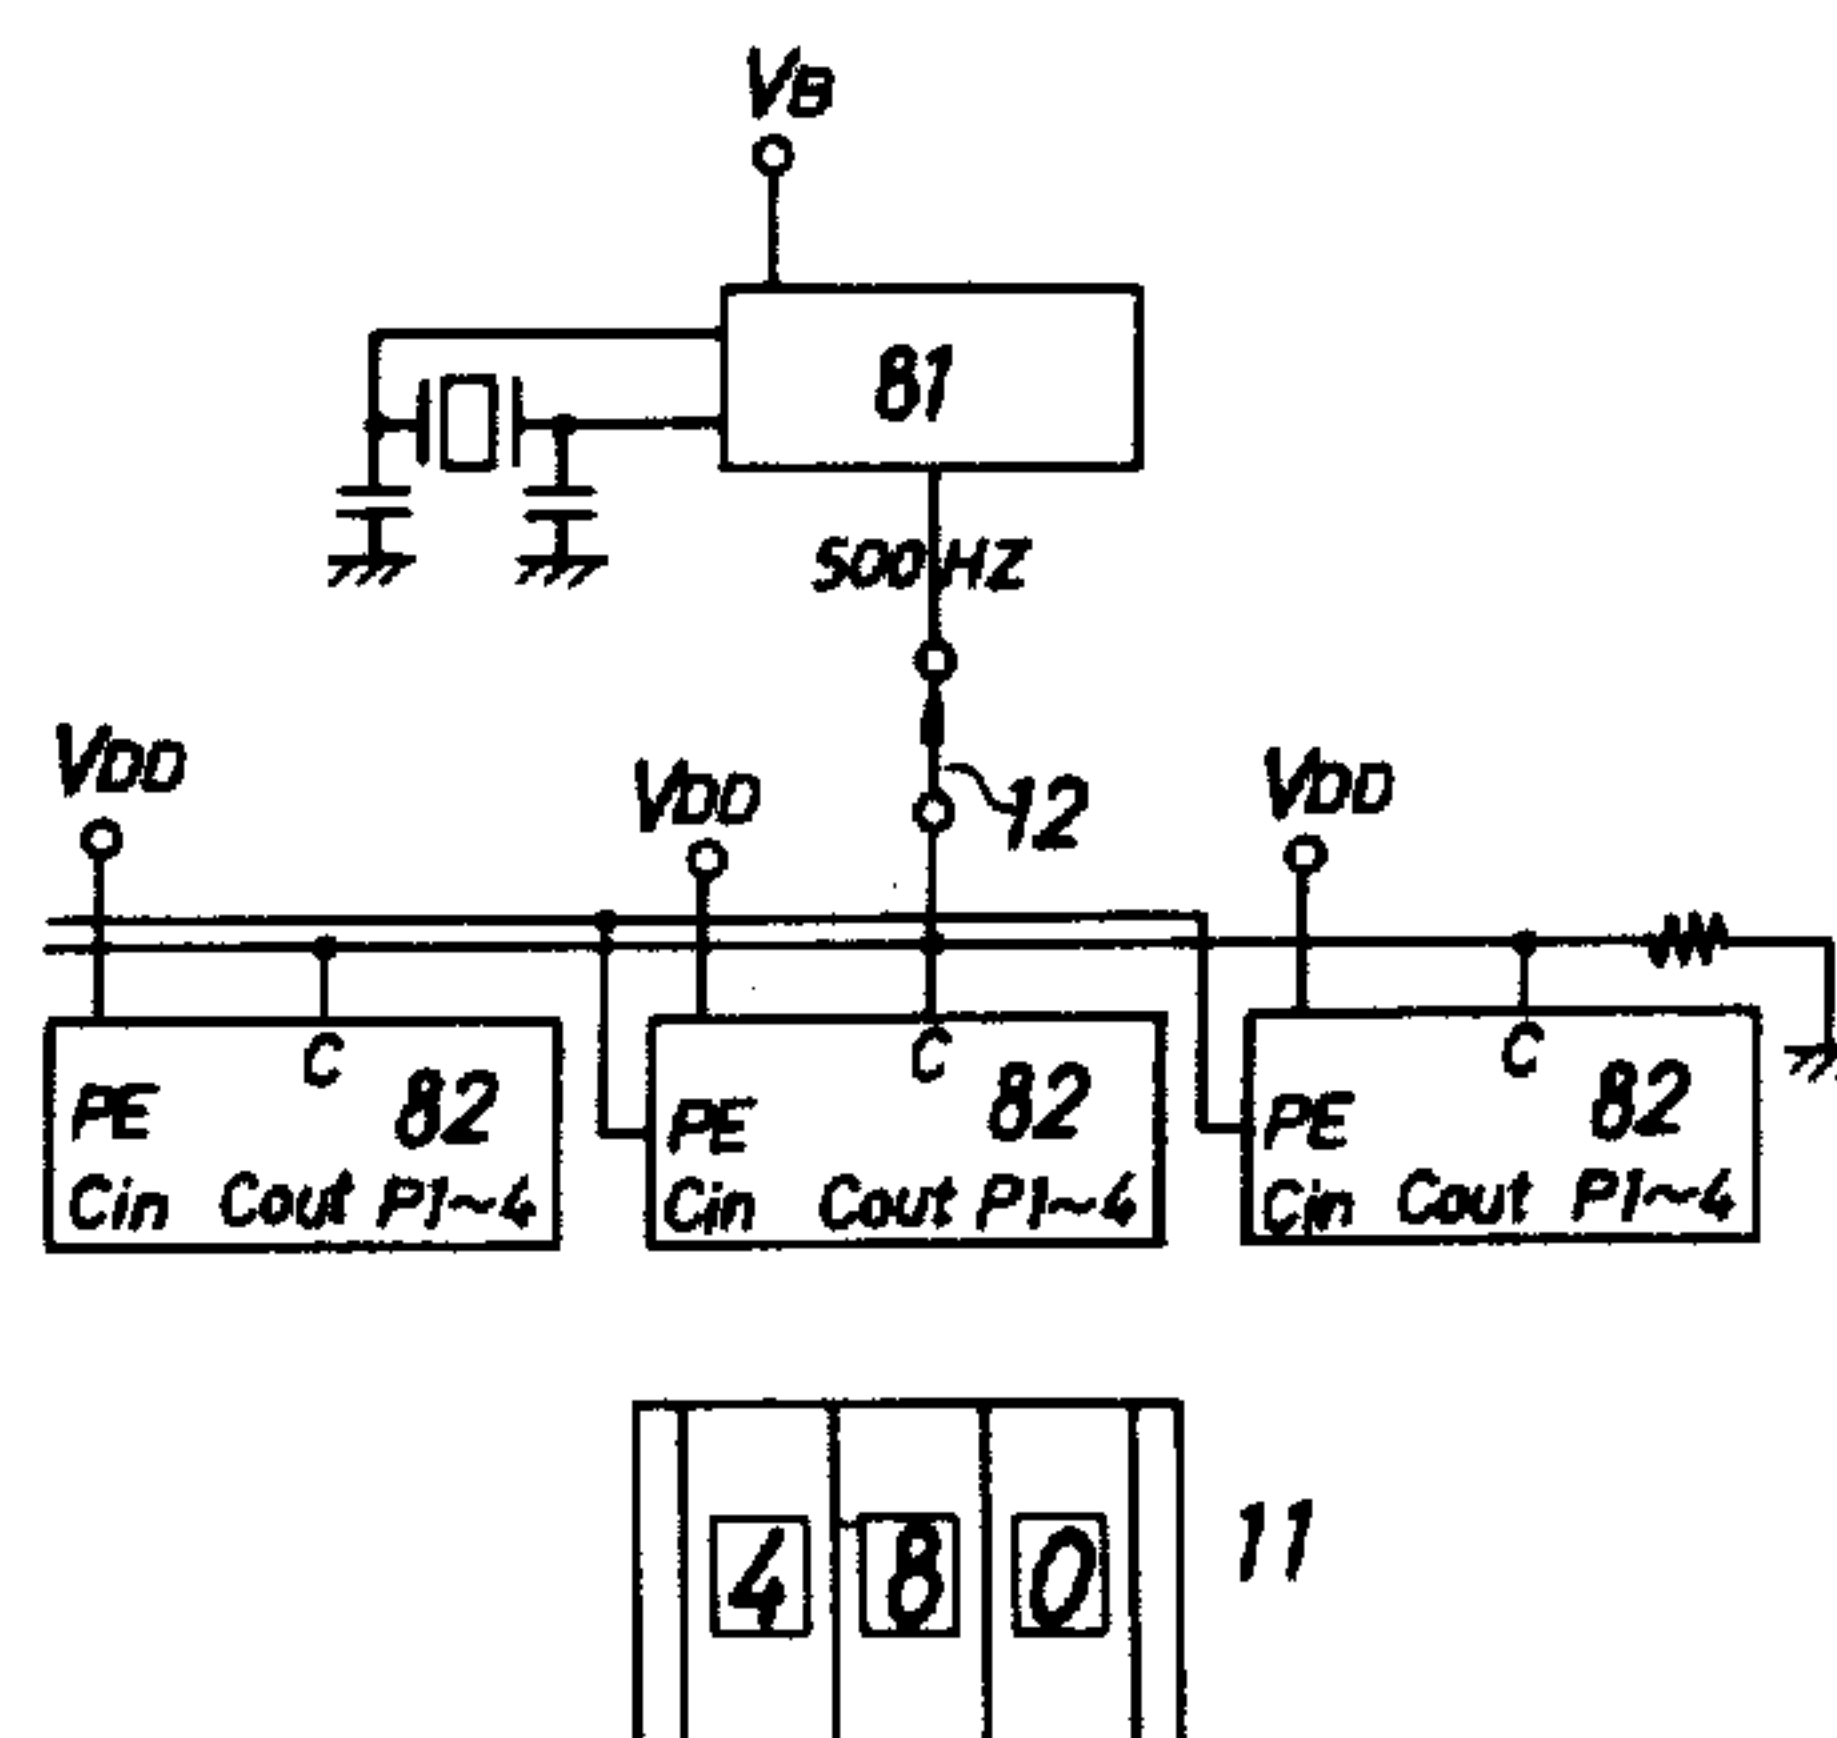 VB
81
500HZ
VDD
VDD
12
VDD
C
82
C
82
C
82
PE
PE
PE
Cin Cout P1~4
Cin Cout P1~4
Cin Cout P1~4
4 8 0
11